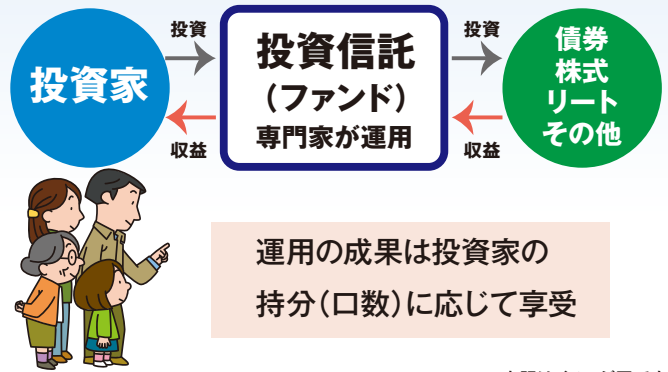 投資
投資
投資家
投資信託
(ファンド)
専門家が運用
債券
株式
リート
その他
収益
収益
運用の成果は投資家の
持分(口数)に応じて享受